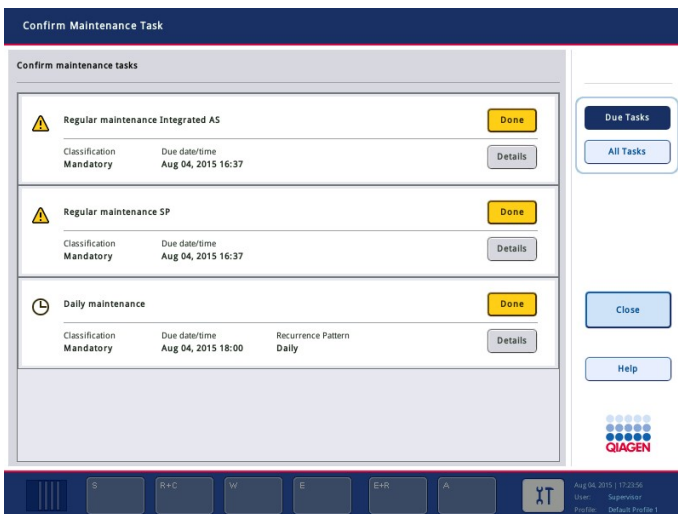 Confirm Maintenance Task
Confirm maintenance tasks
Regular maintenance Integrated AS
Done
Classification
Due date/time
Mandatory
Aug 04, 2015 16:37
Details
Regular maintenance SP
Done
Classification
Due date/time
Mandatory
Aug 04, 2015 16:37
Details
Daily maintenance
Done
Classification
Due date/time
Recurrence Pattern
Mandatory
Aug 04, 2015 18:00
Daily
Details
Due Tasks
All Tasks
Close
Help
QIAGEN
S
R+C
W
E
E+R
A
Aug 04, 2015 | 17:23:56
User: Supervisor
Profile: Default Profile 1